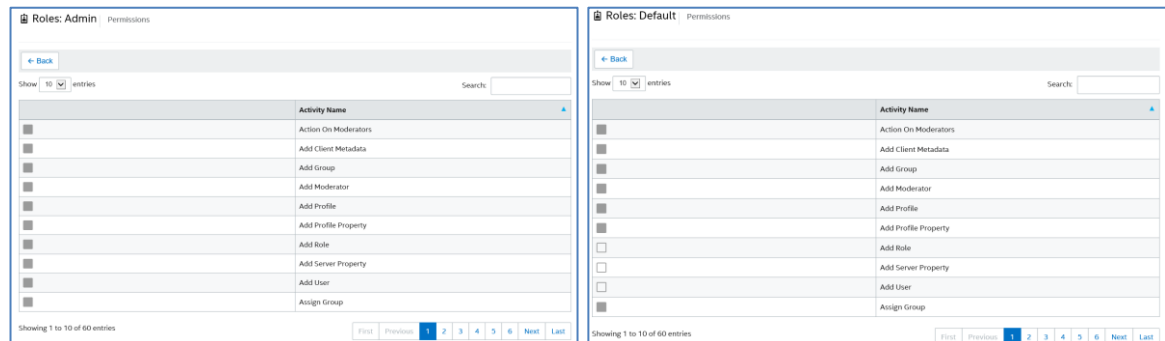 Roles: Admin Permissions
← Back
Show 10 entries Search:
Activity Name
Action On Moderators
Add Client Metadata
Add Group
Add Moderator
Add Profile
Add Profile Property
Add Role
Add Server Property
Add User
Assign Group
Showing 1 to 10 of 60 entries
First Previous 1 2 3 4 5 6 Next Last
Roles: Default Permissions
← Back
Show 10 entries Search:
Activity Name
Action On Moderators
Add Client Metadata
Add Group
Add Moderator
Add Profile
Add Profile Property
Add Role
Add Server Property
Add User
Assign Group
Showing 1 to 10 of 60 entries
First Previous 1 2 3 4 5 6 Next Last